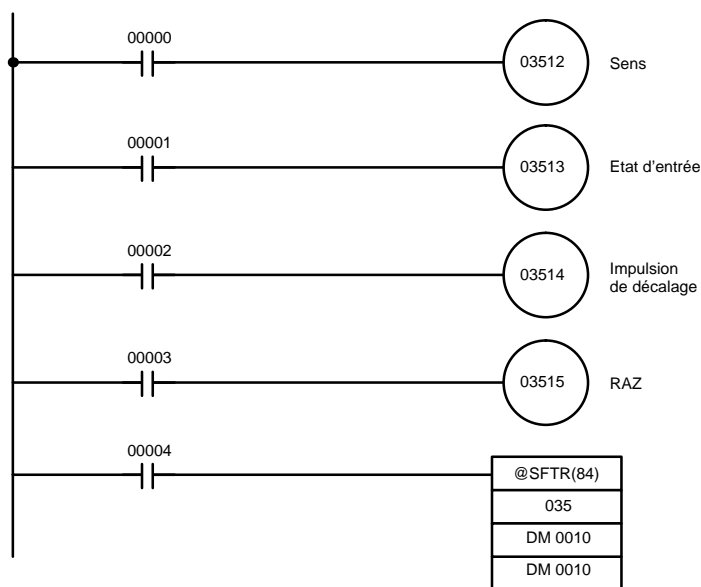 00000
03512 Sens
00001
03513 Etat d'entrée
00002
03514 Impulsion
de décalage
00003
03515 RAZ
00004
@SFTR(84)
035
DM 0010
DM 0010